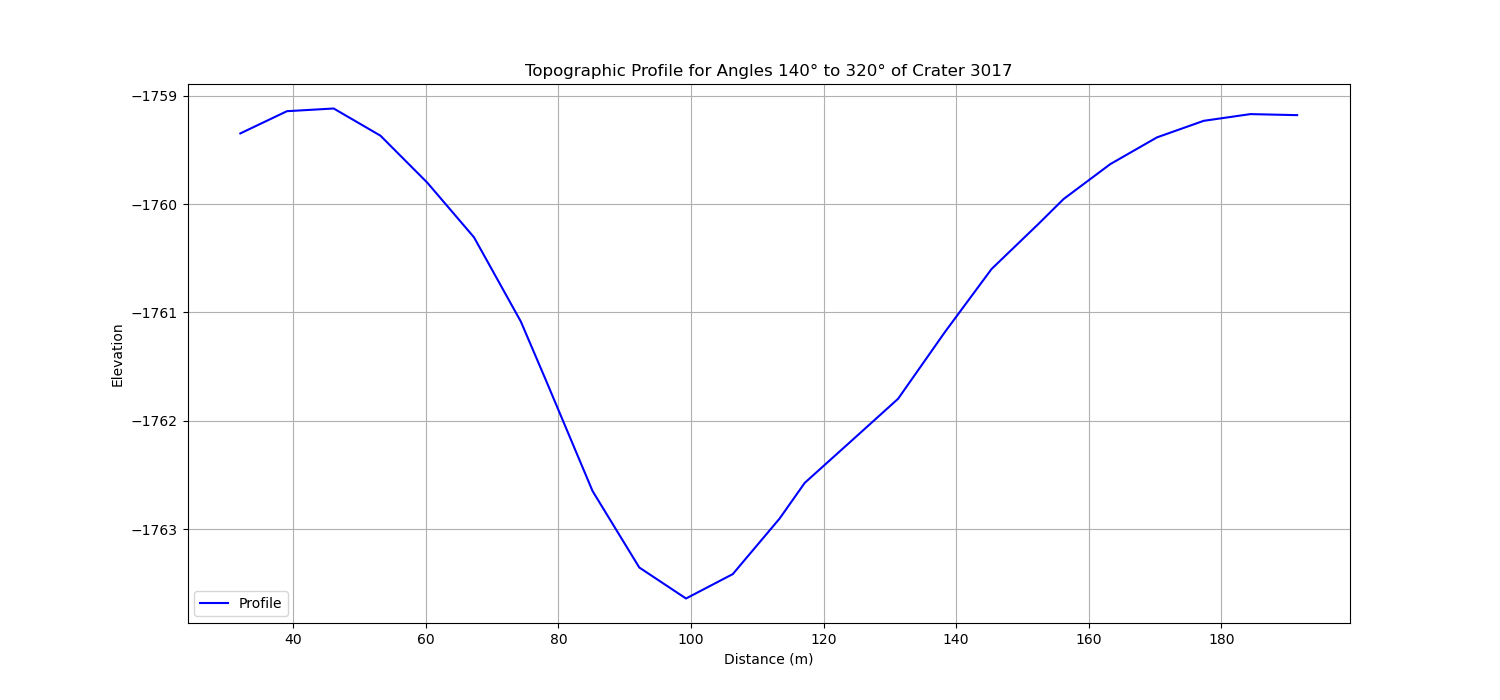 Topographic Profile for Angles 140° to 320° of Crater 3017
−1759
−1760
−1761
−1762
−1763
Elevation
Profile
40 60 80 100 120 140 160 180
Distance (m)